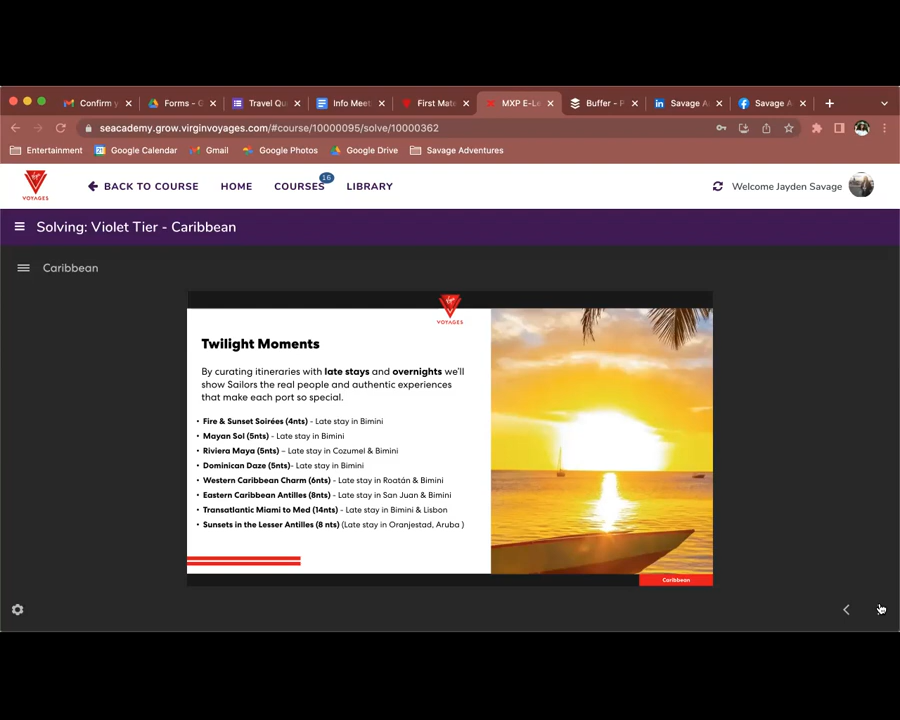 Confirm y
Forms - G
Travel Qu
Info Meet
First Mate
MXP E-Le
Buffer - P
Savage A
Savage A
seacademy.grow.virginvoyages.com/#course/10000095/solve/10000362
Entertainment
Google Calendar
Gmail
Google Photos
Google Drive
Savage Adventures
VOYAGES
BACK TO COURSE
HOME
COURSES
16
LIBRARY
Welcome Jayden Savage
Solving: Violet Tier - Caribbean
Caribbean
VOYAGES
Twilight Moments
By curating itineraries with late stays and overnights we'll
show Sailors the real people and authentic experiences
that make each port so special.
• Fire & Sunset Soirées (4nts) - Late stay in Bimini
• Mayan Sol (5nts) - Late stay in Bimini
• Riviera Maya (5nts) – Late stay in Cozumel & Bimini
• Dominican Daze (5nts)- Late stay in Bimini
• Western Caribbean Charm (6nts) - Late stay in Roatán & Bimini
• Eastern Caribbean Antilles (8nts) - Late stay in San Juan & Bimini
• Transatlantic Miami to Med (14nts) - Late stay in Bimini & Lisbon
• Sunsets in the Lesser Antilles (8 nts) (Late stay in Oranjestad, Aruba )
Caribbean